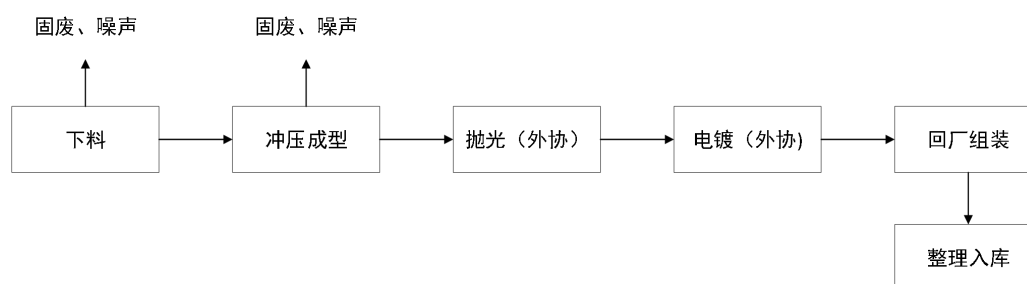 固废、噪声
固废、噪声
下料
冲压成型
抛光（外协）
电镀（外协)
回厂组装
整理入库